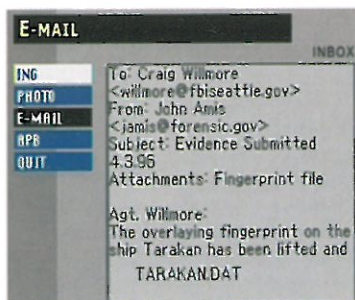 E-MAIL
INBOX
ING
PHOTO
E-MAIL
APB
QUIT
To: Craig Willmore
<willmore@fbiseattle.gov>
From: John Amis
<jamis@forensic.gov>
Subject: Evidence Submitted
4.3.96
Attachments: Fingerprint file
Agt. Willmore:
The overlaying fingerprint on the
ship Tarakan has been lifted and
TARAKAN.DAT